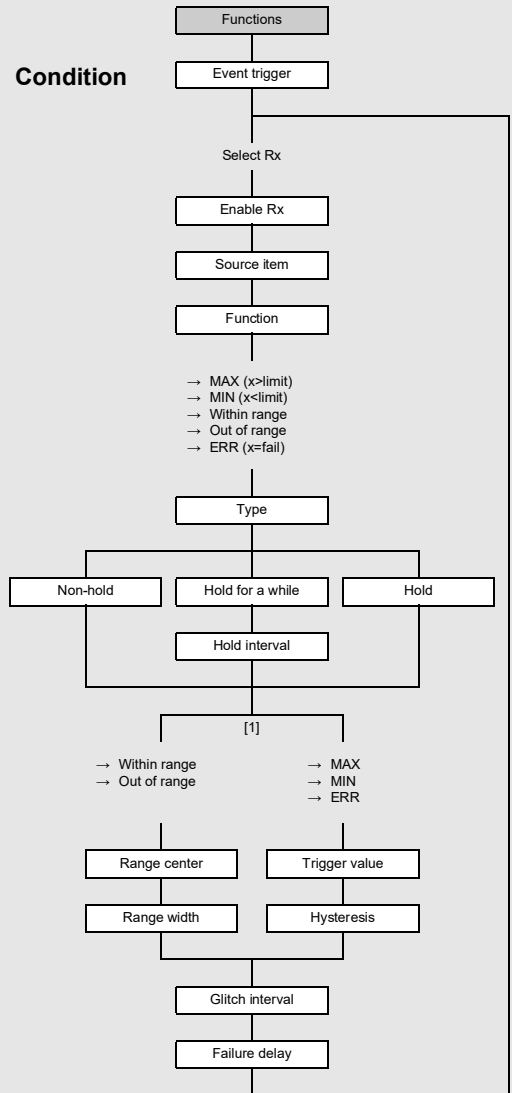 Functions
Condition
Event trigger
Select Rx
Enable Rx
Source item
Function
→ MAX (x>limit)
→ MIN (x<limit)
→ Within range
→ Out of range
→ ERR (x=fail)
Type
Non-hold
Hold for a while
Hold
Hold interval
[1]
→ Within range
→ Out of range
→ MAX
→ MIN
→ ERR
Range center
Trigger value
Range width
Hysteresis
Glitch interval
Failure delay